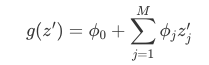 g(z′) = ϕ₀ + ∑_{j=1}^{M} ϕⱼz′ⱼ